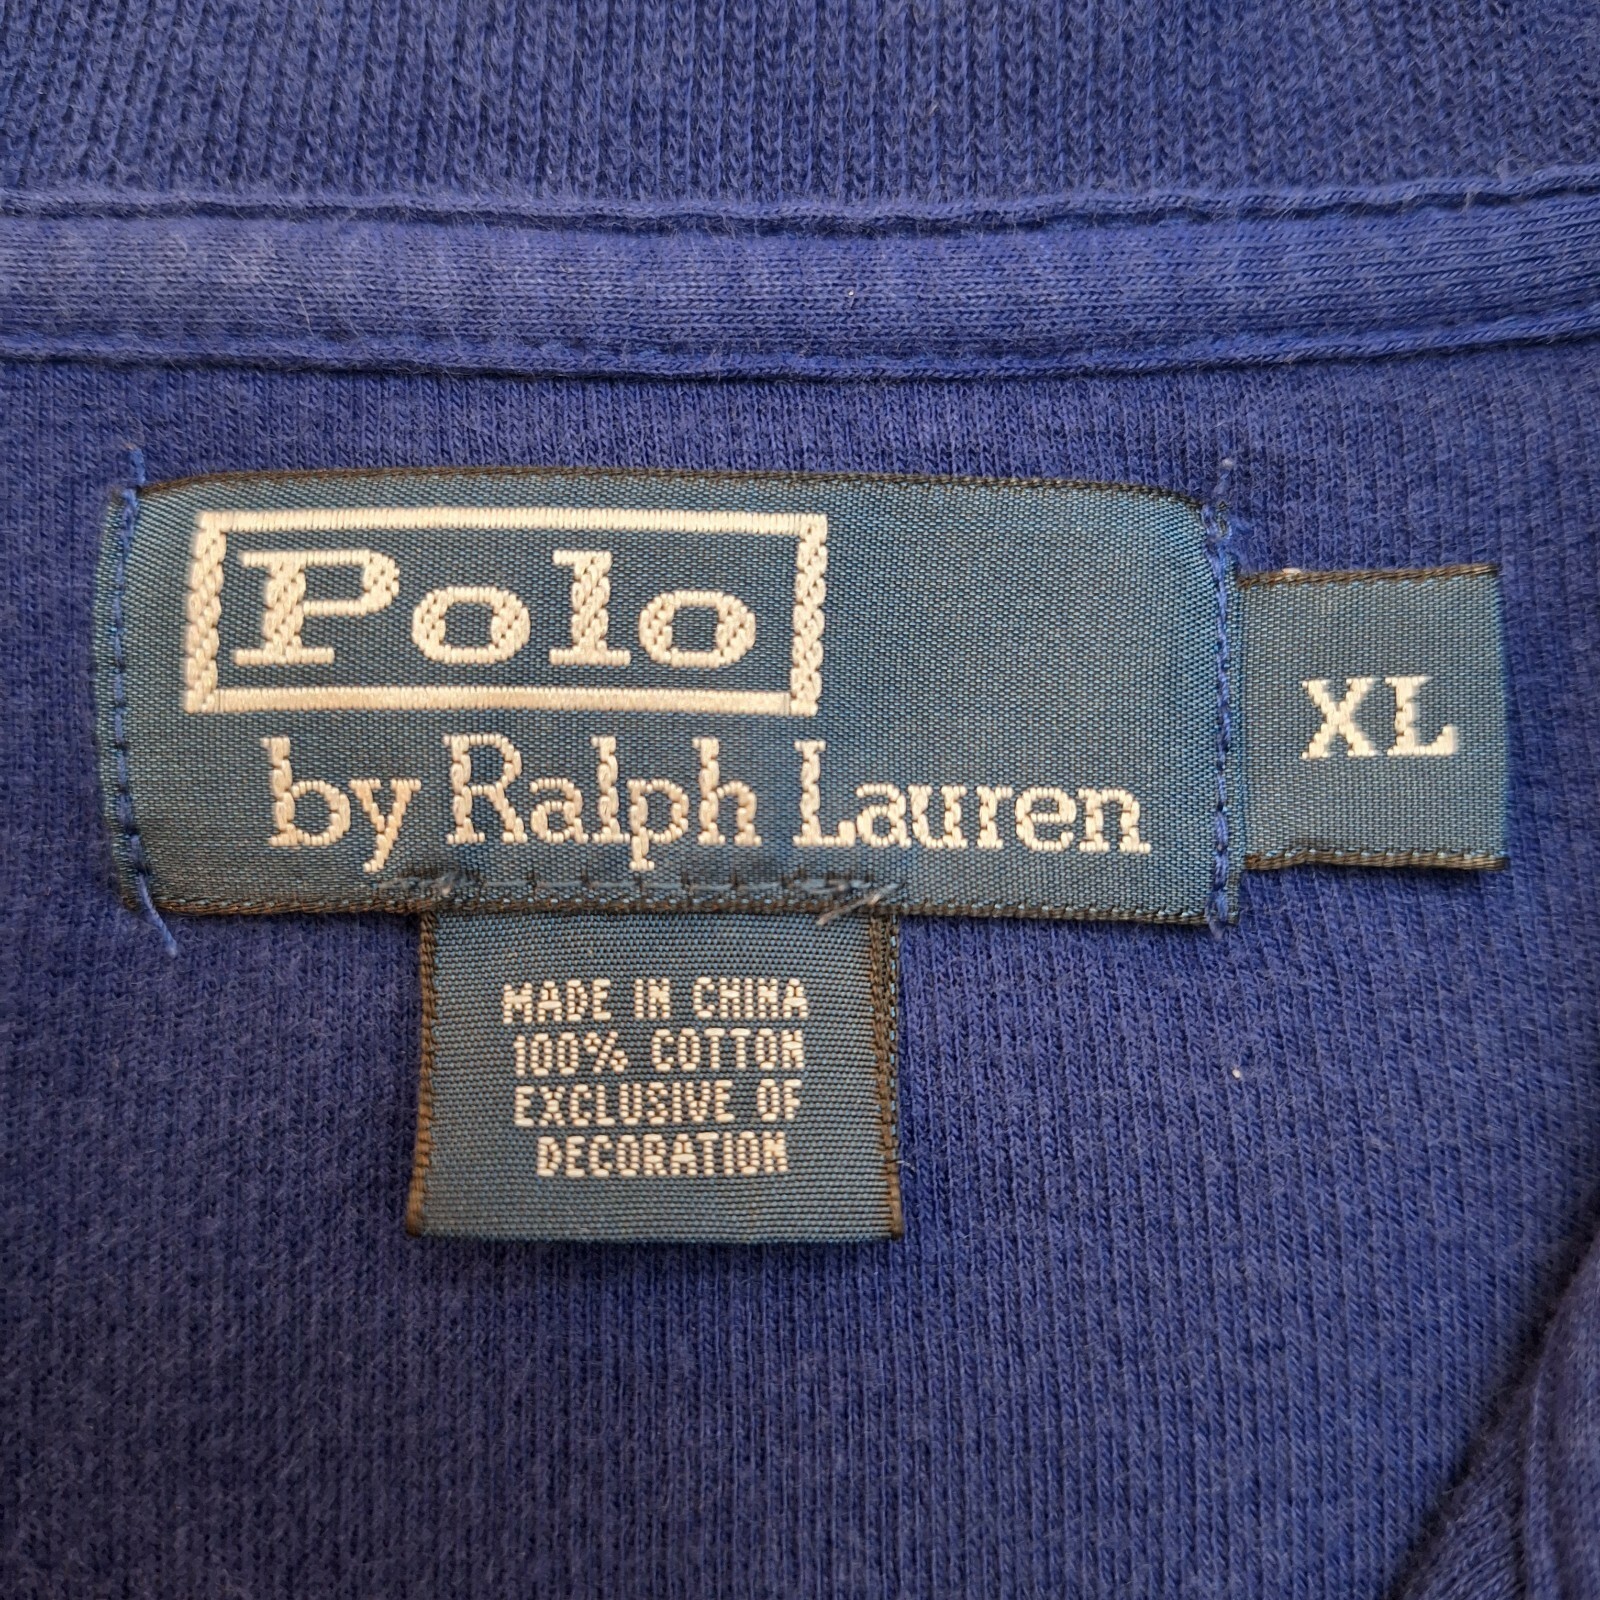 Polo
by Ralph Lauren
XL
MADE IN CHINA
100% COTTON
EXCLUSIVE OF
DECORATION